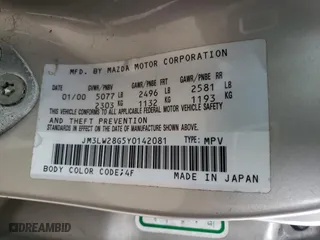 MFD. BY MAZDA MOTOR CORPORATION
GVWR/PNBV GAWR/PNBE FRT GAWR/PNBE RR
01/00 5077 LB 2496 LB 2581 LB
2303 KG 1132 KG 1193 KG
THIS VEHICLE CONFORMS TO ALL
APPLICABLE FEDERAL MOTOR VEHICLE SAFETY
STANDARDS IN EFFECT ON THE DATE OF MANUFACTURE SHOWN ABOVE.
AND THEFT PREVENTION
JM3LW28G5Y0142081 TYPE: MPV
BODY COLOR CODE;4F
MADE IN JAPAN
DREAMBID